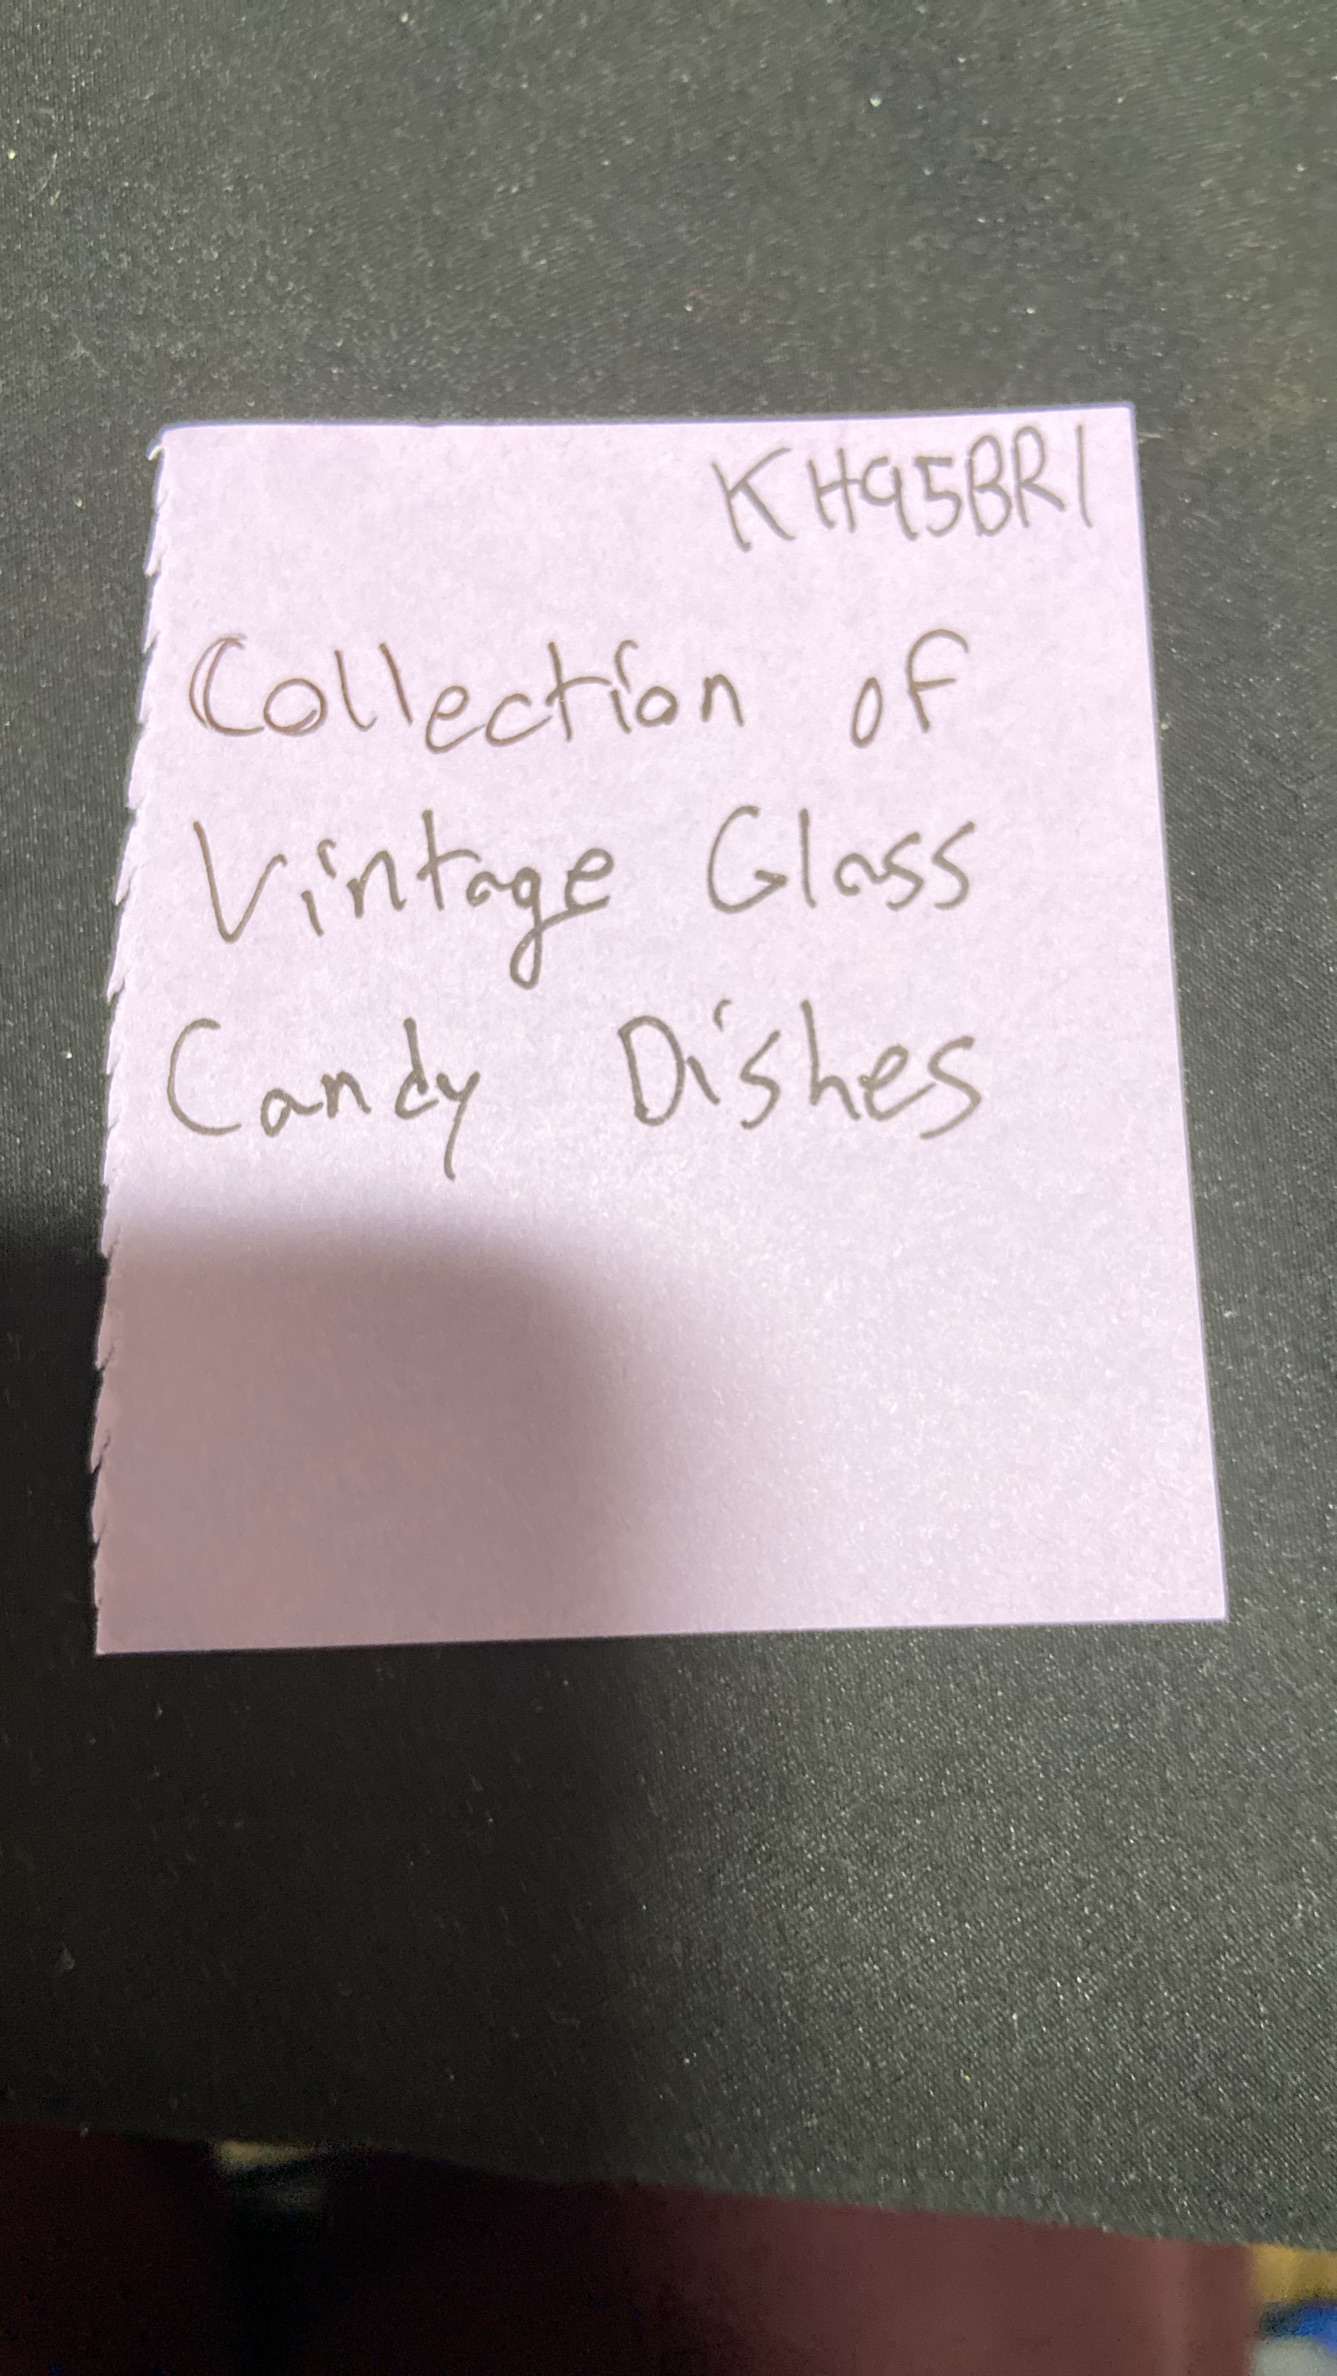 KH95BR1
Collection of
Vintage Glass
Candy Dishes